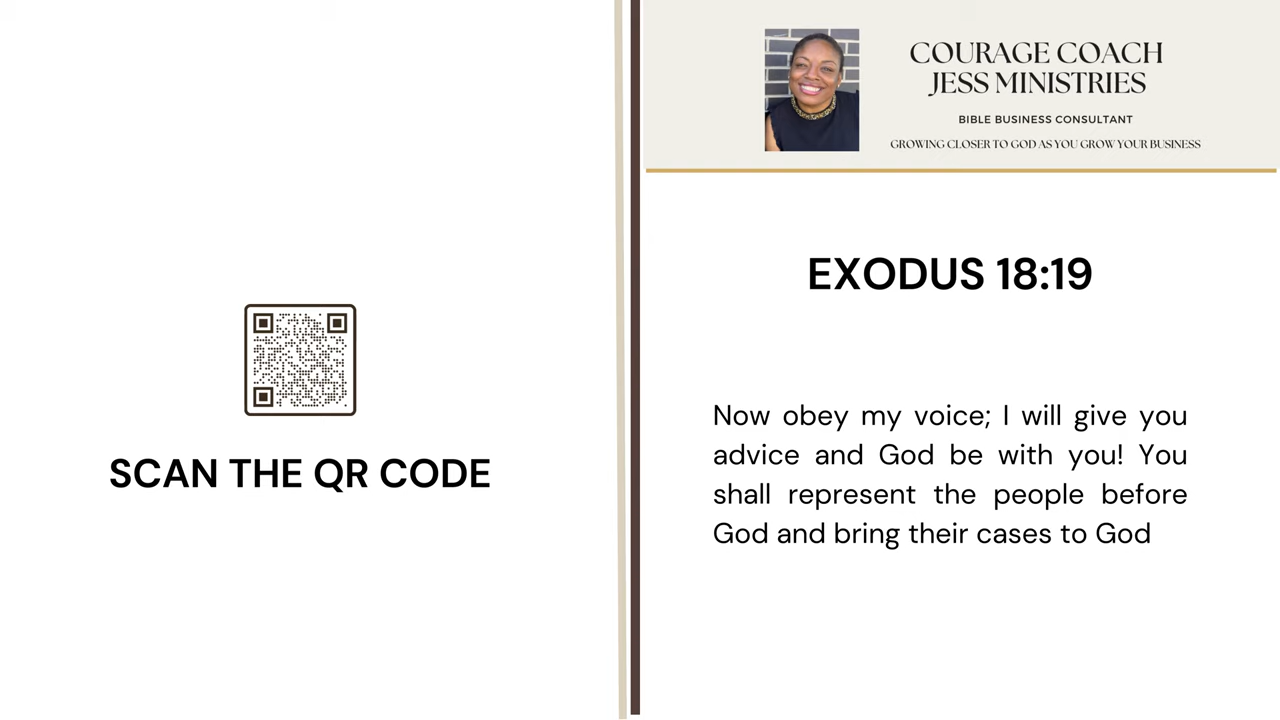 SCAN THE QR CODE
COURAGE COACH
JESS MINISTRIES
BIBLE BUSINESS CONSULTANT
GROWING CLOSER TO GOD AS YOU GROW YOUR BUSINESS
EXODUS 18:19
Now obey my voice; I will give you
advice and God be with you! You
shall represent the people before
God and bring their cases to God